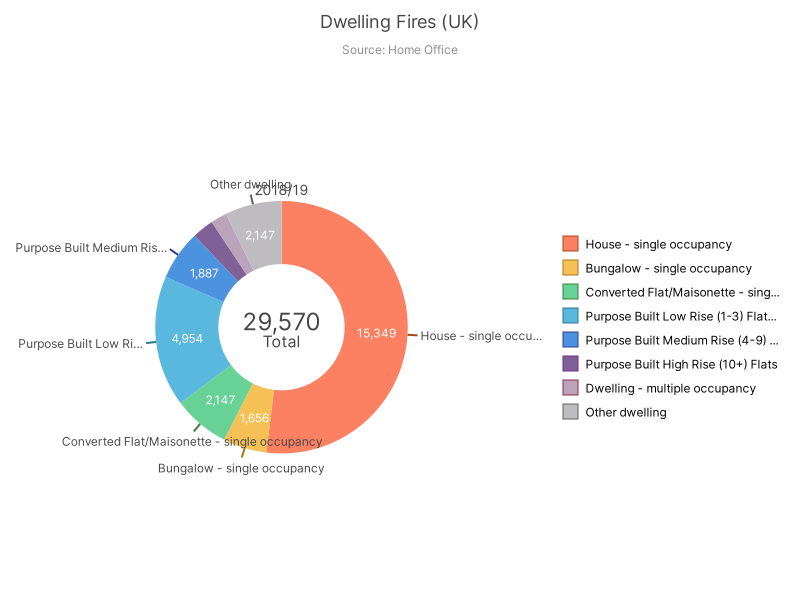 Dwelling Fires (UK)
Source: Home Office
Other dwelling
2018/19
2,147
Purpose Built Medium Ris...
1,887
House - single occupancy
Bungalow - single occupancy
Converted Flat/Maisonette - sing...
Purpose Built Low Rise (1-3) Flat...
Purpose Built Medium Rise (4-9) ...
Purpose Built High Rise (10+) Flats
Dwelling - multiple occupancy
Other dwelling
29,570
Total
15,349
House - single occu...
4,954
Purpose Built Low Ri...
2,147
1,656
Converted Flat/Maisonette - single occupancy
Bungalow - single occupancy